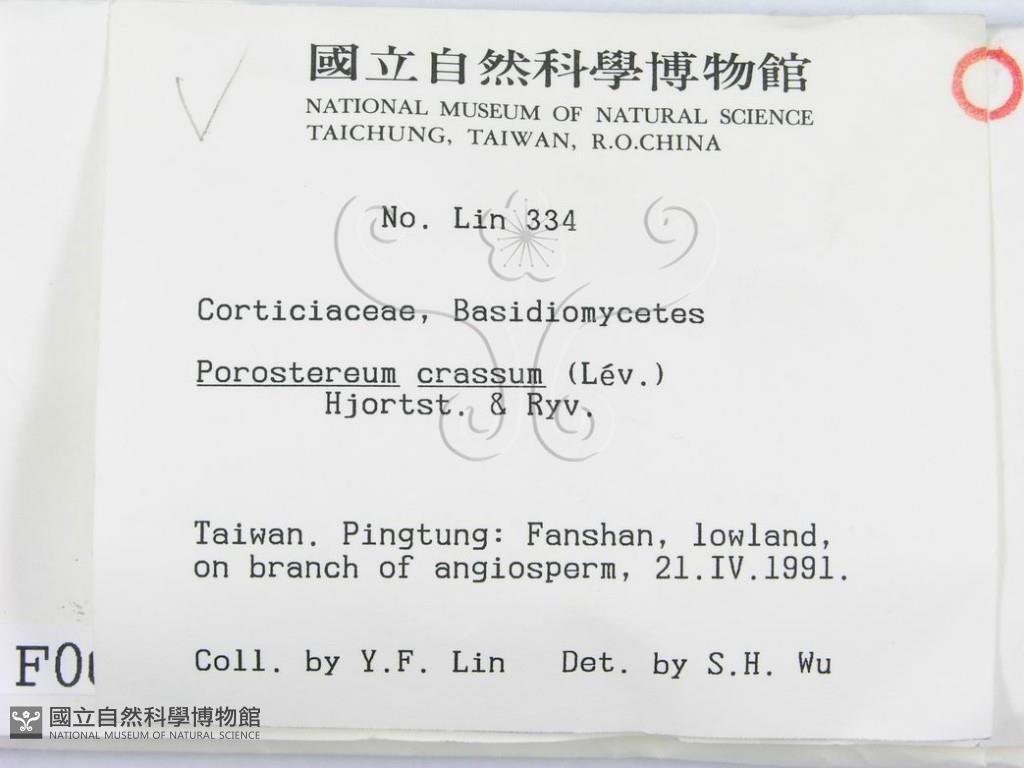 國立自然科學博物館
NATIONAL MUSEUM OF NATURAL SCIENCE
TAICHUNG, TAIWAN, R.O.CHINA
No. Lin 334
Corticiaceae, Basidiomycetes
Porostereum crassum (Lév.)
Hjortst. & Ryv.
Taiwan. Pingtung: Fanshan, lowland,
on branch of angiosperm, 21.IV.1991.
Coll. by Y.F. Lin Det. by S.H. Wu
國立自然科學博物館
NATIONAL MUSEUM OF NATURAL SCIENCE